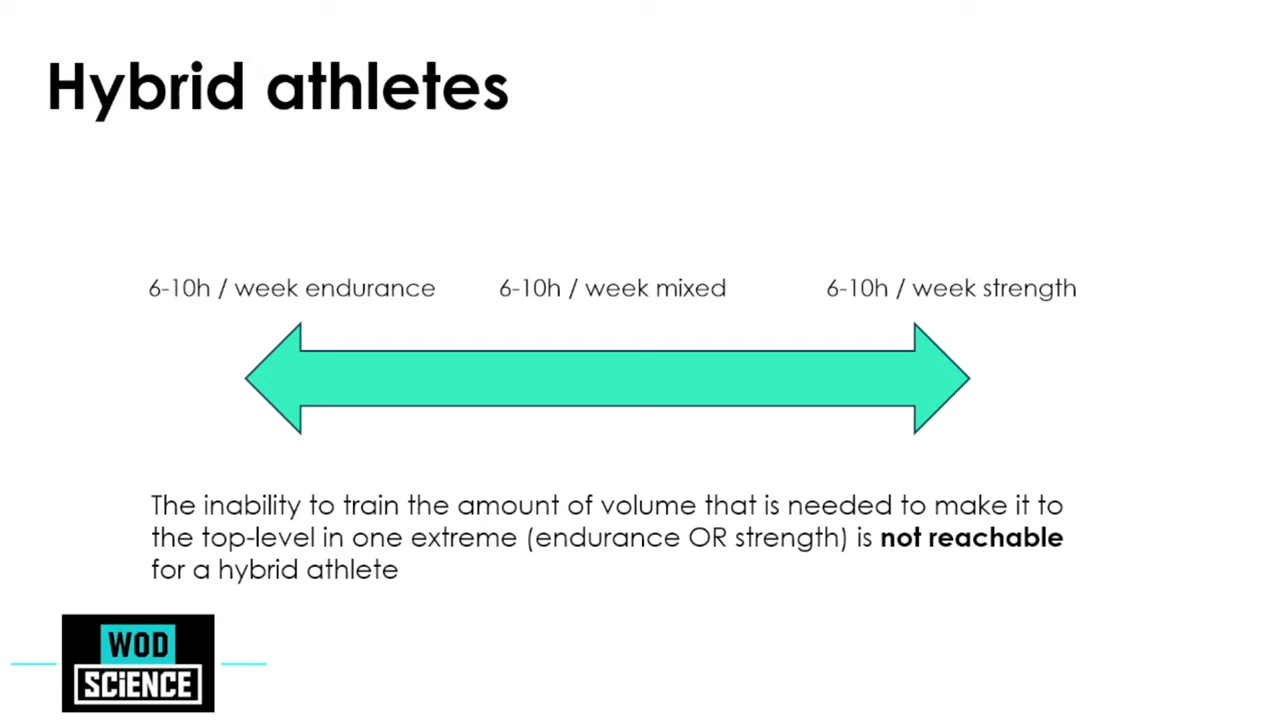 Hybrid athletes
6-10h / week endurance
6-10h / week mixed
6-10h / week strength
The inability to train the amount of volume that is needed to make it to
the top-level in one extreme (endurance OR strength) is not reachable
for a hybrid athlete
WOD
SCiENCE